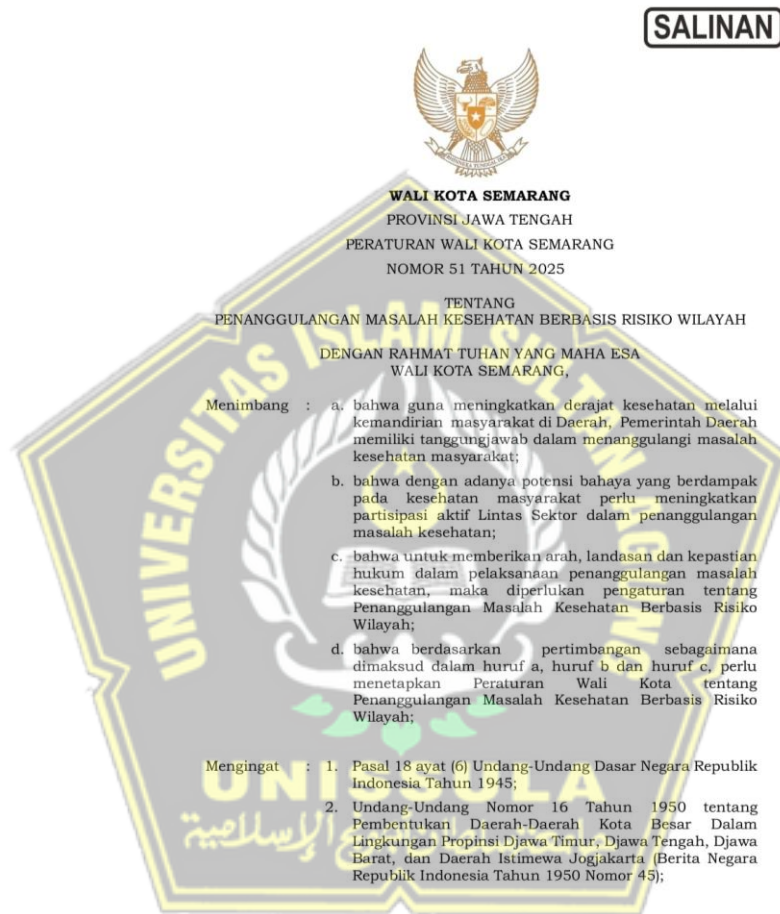 SALINAN
WALI KOTA SEMARANG
PROVINSI JAWA TENGAH
PERATURAN WALI KOTA SEMARANG
NOMOR 51 TAHUN 2025
TENTANG
PENANGGULANGAN MASALAH KESEHATAN BERBASIS RISIKO WILAYAH
DENGAN RAHMAT TUHAN YANG MAHA ESA
WALI KOTA SEMARANG,
Menimbang : a. bahwa guna meningkatkan derajat kesehatan melalui
kemandirian masyarakat di Daerah, Pemerintah Daerah
memiliki tanggungjawab dalam menanggulangi masalah
kesehatan masyarakat;
b. bahwa dengan adanya potensi bahaya yang berdampak
pada kesehatan masyarakat perlu meningkatkan
partisipasi aktif Lintas Sektor dalam penanggulangan
masalah kesehatan;
c. bahwa untuk memberikan arah, landasan dan kepastian
hukum dalam pelaksanaan penanggulangan masalah
kesehatan, maka diperlukan pengaturan tentang
Penanggulangan Masalah Kesehatan Berbasis Risiko
Wilayah;
d. bahwa berdasarkan pertimbangan sebagaimana
dimaksud dalam huruf a, huruf b dan huruf c, perlu
menetapkan Peraturan Wali Kota tentang
Penanggulangan Masalah Kesehatan Berbasis Risiko
Wilayah;
Mengingat : 1. Pasal 18 ayat (6) Undang-Undang Dasar Negara Republik
Indonesia Tahun 1945;
2. Undang-Undang Nomor 16 Tahun 1950 tentang
Pembentukan Daerah-Daerah Kota Besar Dalam
Lingkungan Propinsi Djawa Timur, Djawa Tengah, Djawa
Barat, dan Daerah Istimewa Jogjakarta (Berita Negara
Republik Indonesia Tahun 1950 Nomor 45);
UNIVERSITAS ISLAM SULTAN AGUNG
UNISSULA